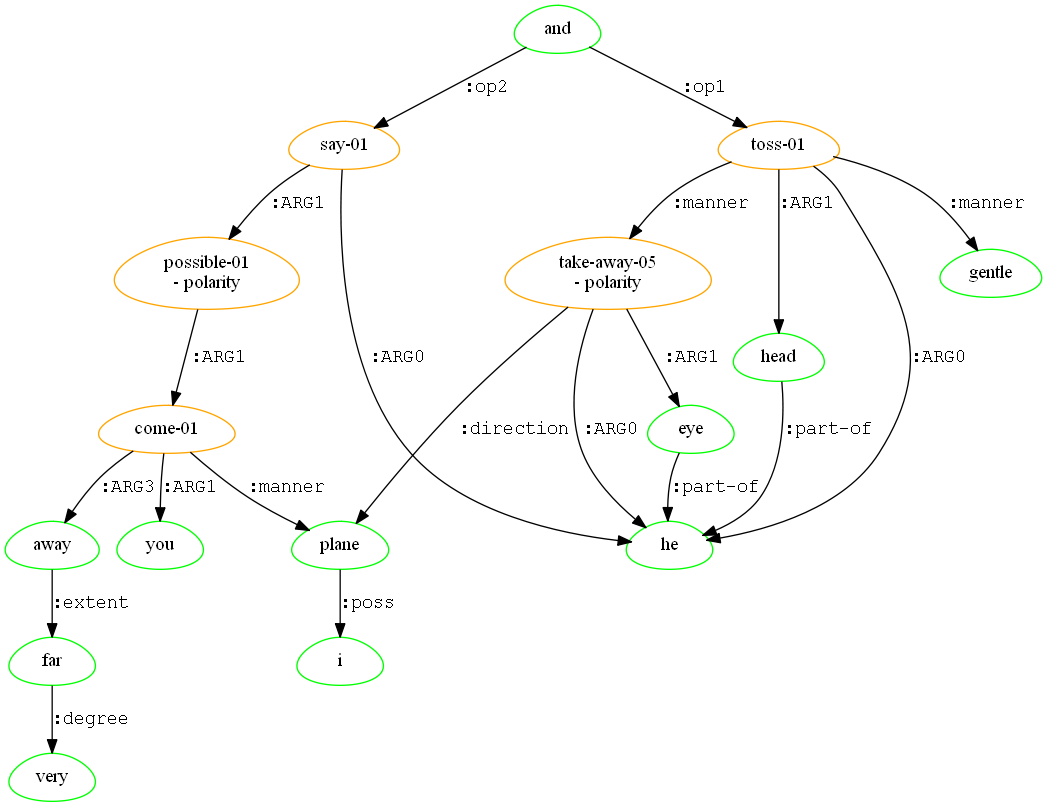 and
:op2
:op1
say-01
toss-01
:ARG1
:manner
:ARG1
:manner
possible-01
- polarity
take-away-05
- polarity
gentle
:ARG1
:ARG0
:ARG1
head
:ARG0
come-01
:direction
:ARG0
eye
:part-of
:ARG3
:ARG1
:manner
:part-of
away
you
plane
he
:extent
:poss
far
i
:degree
very